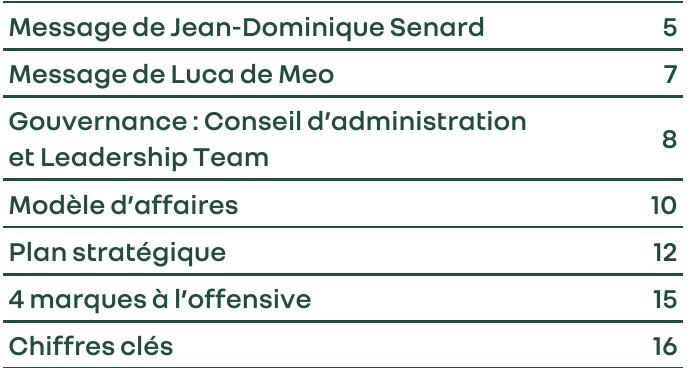 Message de Jean-Dominique Senard 5
Message de Luca de Meo 7
Gouvernance : Conseil d’administration
et Leadership Team 8
Modèle d’affaires 10
Plan stratégique 12
4 marques à l’offensive 15
Chiffres clés 16